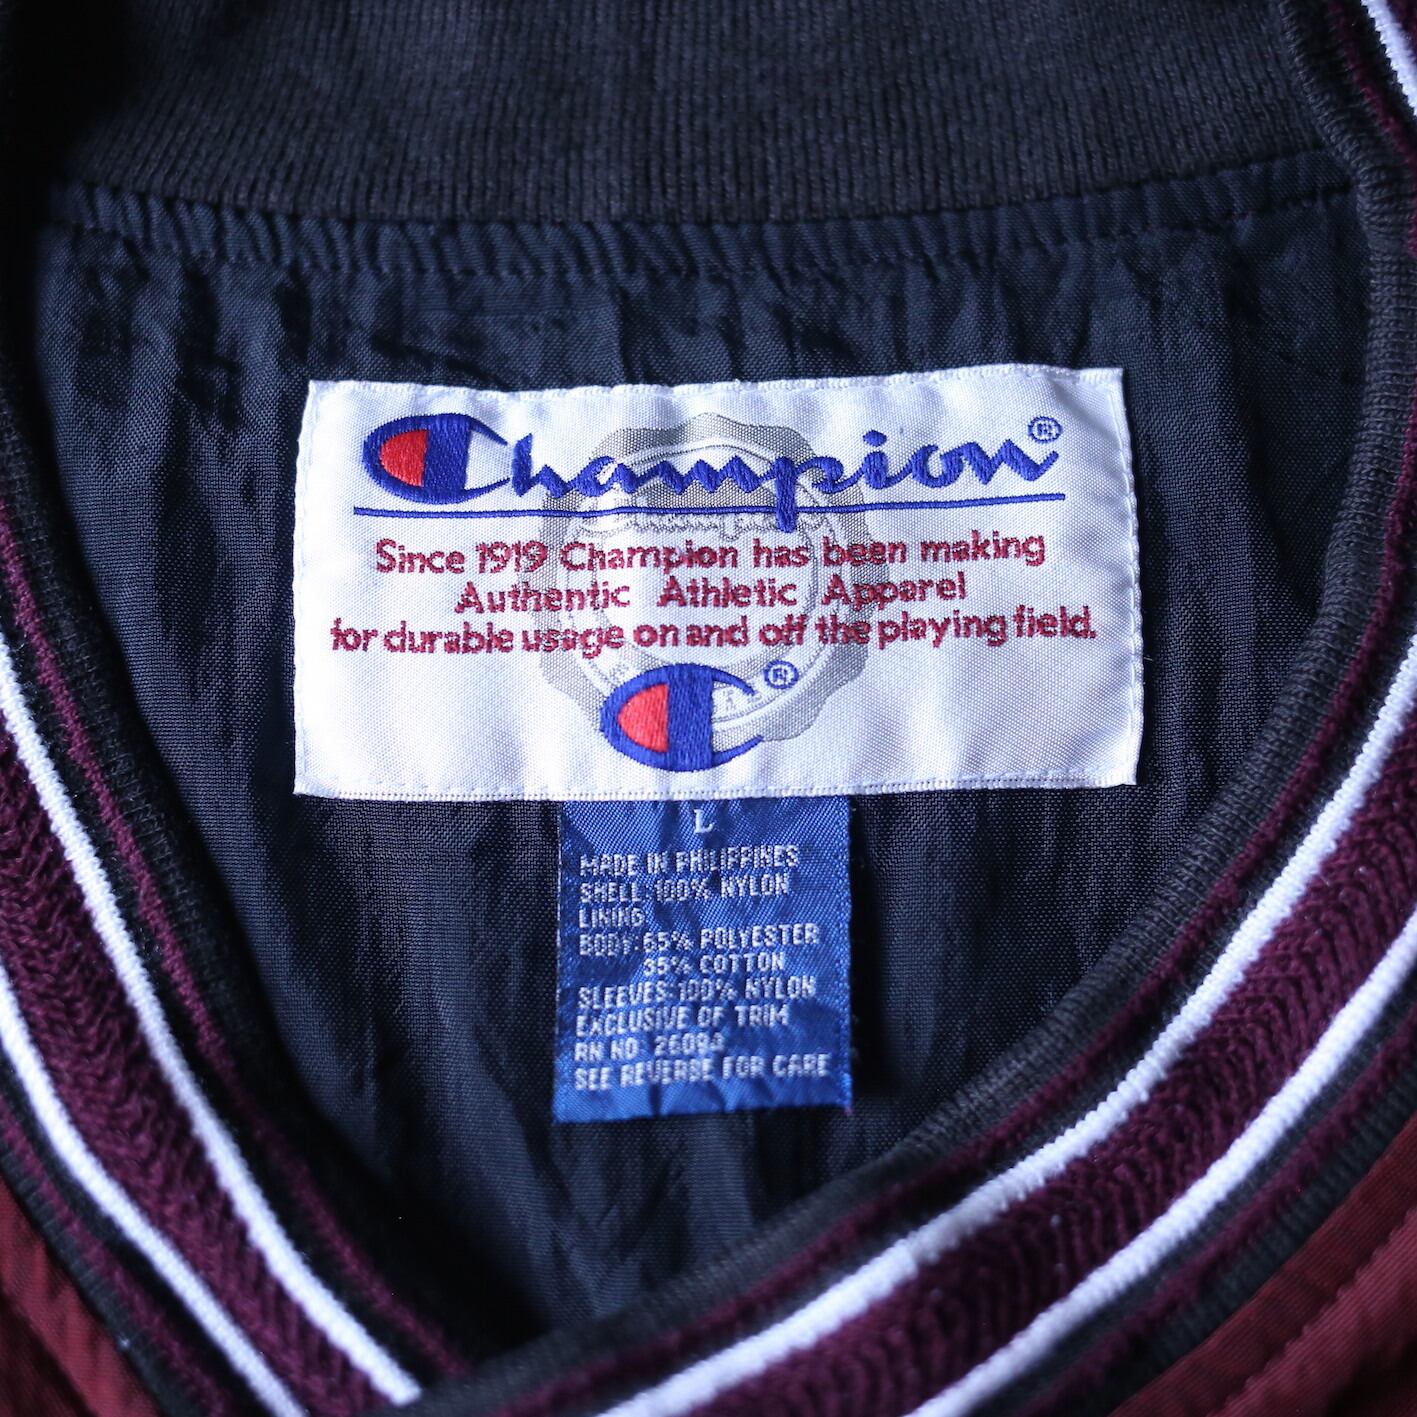 Champion®
Since 1919 Champion has been making
Authentic Athletic Apparel
for durable usage on and off the playing field.
®
L
MADE IN PHILIPPINES
SHELL:100% NYLON
LINING
BODY:65% POLYESTER
35% COTTON
SLEEVES:100% NYLON
EXCLUSIVE OF TRIM
RN NO 26094
SEE REVERSE FOR CARE